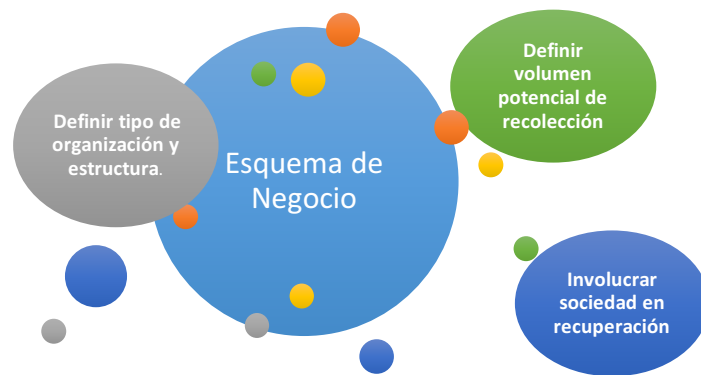 Definir
volumen
potencial de
recolección
Definir tipo de
organización y
estructura.
Esquema de
Negocio
Involucrar
sociedad en
recuperación